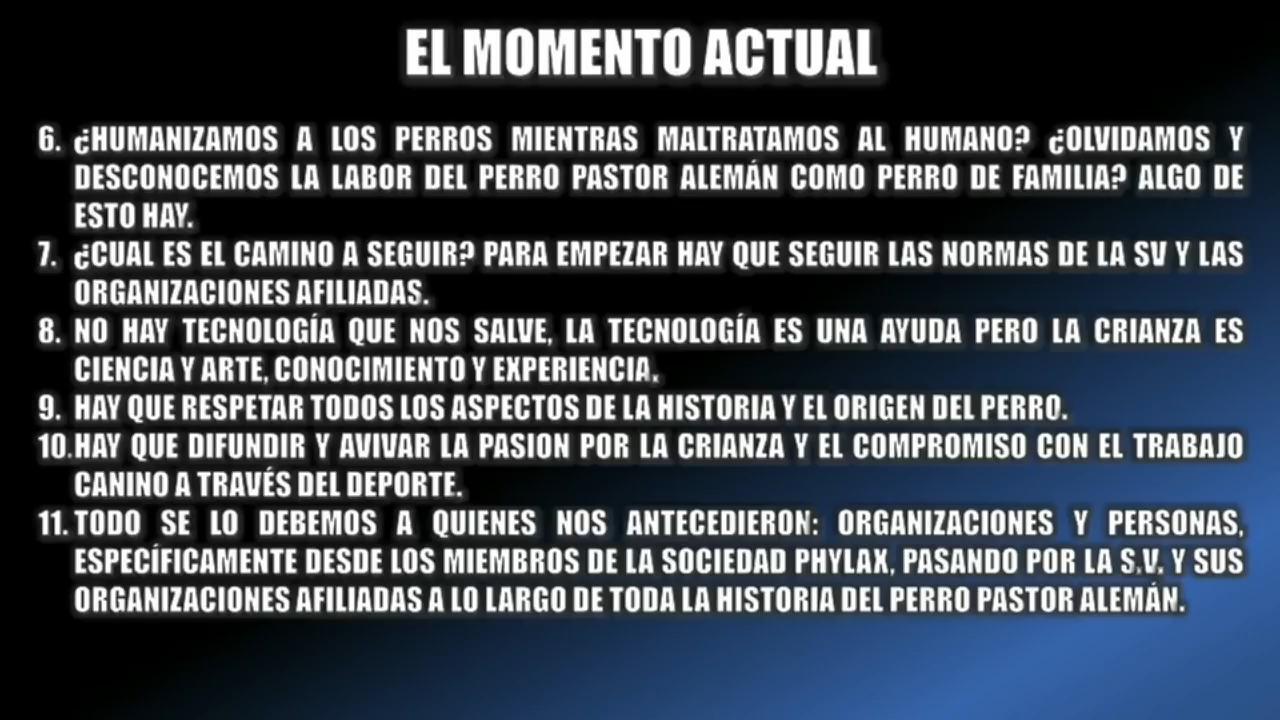 EL MOMENTO ACTUAL
6. ¿HUMANIZAMOS A LOS PERROS MIENTRAS MALTRATAMOS AL HUMANO? ¿OLVIDAMOS Y
DESCONOCEMOS LA LABOR DEL PERRO PASTOR ALEMÁN COMO PERRO DE FAMILIA? ALGO DE
ESTO HAY.
7. ¿CUAL ES EL CAMINO A SEGUIR? PARA EMPEZAR HAY QUE SEGUIR LAS NORMAS DE LA SV Y LAS
ORGANIZACIONES AFILIADAS.
8. NO HAY TECNOLOGÍA QUE NOS SALVE, LA TECNOLOGÍA ES UNA AYUDA PERO LA CRIANZA ES
CIENCIA Y ARTE, CONOCIMIENTO Y EXPERIENCIA.
9. HAY QUE RESPETAR TODOS LOS ASPECTOS DE LA HISTORIA Y EL ORIGEN DEL PERRO.
10. HAY QUE DIFUNDIR Y AVIVAR LA PASION POR LA CRIANZA Y EL COMPROMISO CON EL TRABAJO
CANINO A TRAVÉS DEL DEPORTE.
11. TODO SE LO DEBEMOS A QUIENES NOS ANTECEDIERON: ORGANIZACIONES Y PERSONAS,
ESPECÍFICAMENTE DESDE LOS MIEMBROS DE LA SOCIEDAD PHYLAX, PASANDO POR LA S.V. Y SUS
ORGANIZACIONES AFILIADAS A LO LARGO DE TODA LA HISTORIA DEL PERRO PASTOR ALEMÁN.